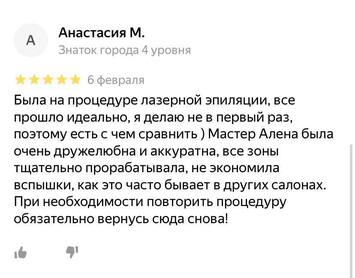 А
Анастасия М.
Знаток города 4 уровня
6 февраля
Была на процедуре лазерной эпиляции, все
прошло идеально, я делаю не в первый раз,
поэтому есть с чем сравнить ) Мастер Алена была
очень дружелюбна и аккуратна, все зоны
тщательно прорабатывала, не экономила
вспышки, как это часто бывает в других салонах.
При необходимости повторить процедуру
обязательно вернусь сюда снова!